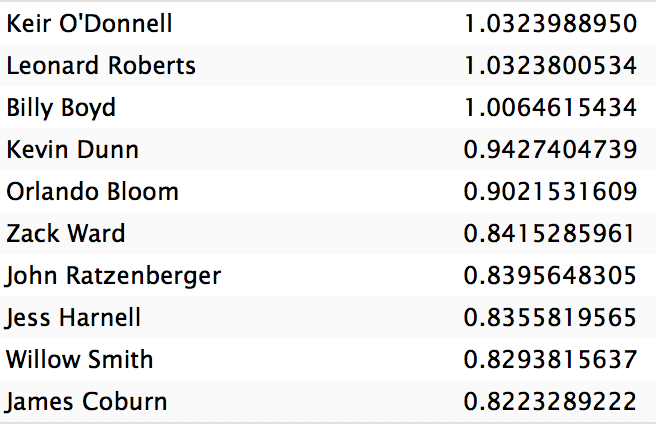 Keir O'Donnell 1.0323988950
Leonard Roberts 1.0323800534
Billy Boyd 1.0064615434
Kevin Dunn 0.9427404739
Orlando Bloom 0.9021531609
Zack Ward 0.8415285961
John Ratzenberger 0.8395648305
Jess Harnell 0.8355819565
Willow Smith 0.8293815637
James Coburn 0.8223289222